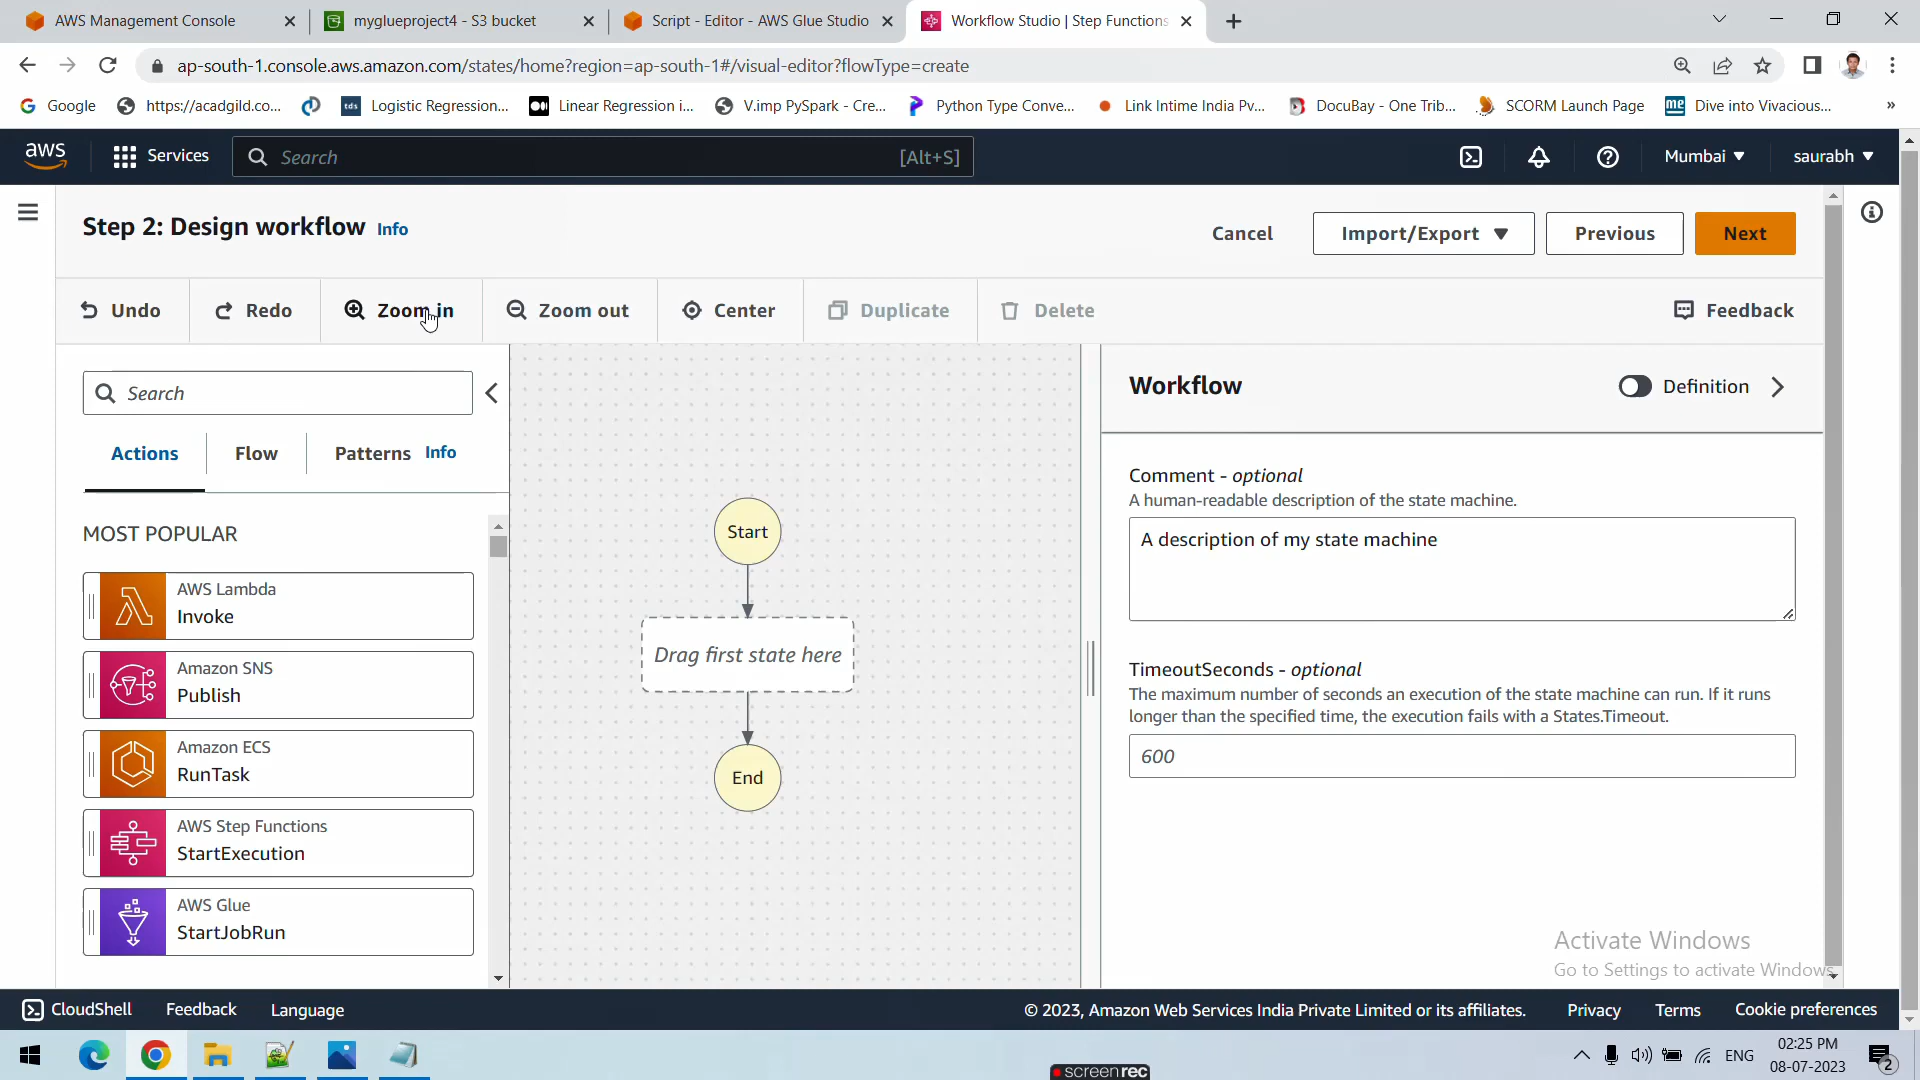 AWS Management Console
myglueproject4 - S3 bucket
Script - Editor - AWS Glue Studio
Workflow Studio | Step Functions
ap-south-1.console.aws.amazon.com/states/home?region=ap-south-1#/visual-editor?flowType=create
Google
https://acadgild.co...
tds
Logistic Regression...
Linear Regression i...
V.imp PySpark - Cre...
Python Type Conve...
Link Intime India Pv...
DocuBay - One Trib...
SCORM Launch Page
me
Dive into Vivacious...
»
aws
Services
Search
[Alt+S]
Mumbai
saurabh
Step 2: Design workflow Info
Cancel
Import/Export
Previous
Next
Undo
Redo
Zoom in
Zoom out
Center
Duplicate
Delete
Feedback
Search
Actions
Flow
Patterns Info
MOST POPULAR
AWS Lambda
Invoke
Amazon SNS
Publish
Amazon ECS
RunTask
AWS Step Functions
StartExecution
AWS Glue
StartJobRun
Start
Drag first state here
End
Workflow
Definition
Comment - optional
A human-readable description of the state machine.
A description of my state machine
TimeoutSeconds - optional
The maximum number of seconds an execution of the state machine can run. If it runs
longer than the specified time, the execution fails with a States.Timeout.
600
Activate Windows
Go to Settings to activate Windows.
CloudShell
Feedback
Language
© 2023, Amazon Web Services India Private Limited or its affiliates.
Privacy
Terms
Cookie preferences
ENG
02:25 PM
08-07-2023
2
screenrec